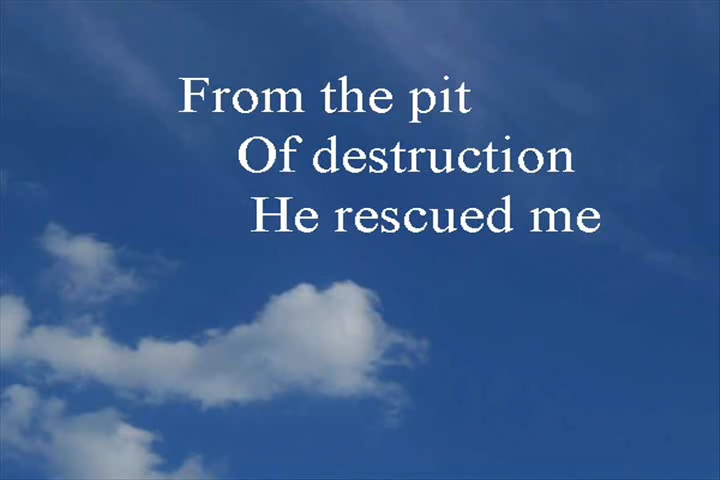 From the pit
Of destruction
He rescued me